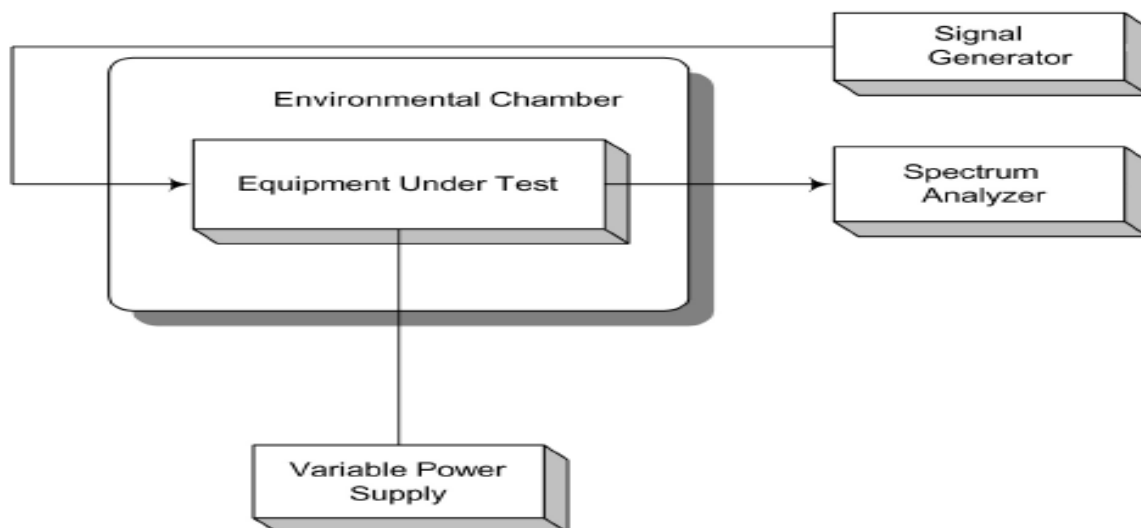 Signal
Generator
Environmental Chamber
Equipment Under Test
Spectrum
Analyzer
Variable Power
Supply